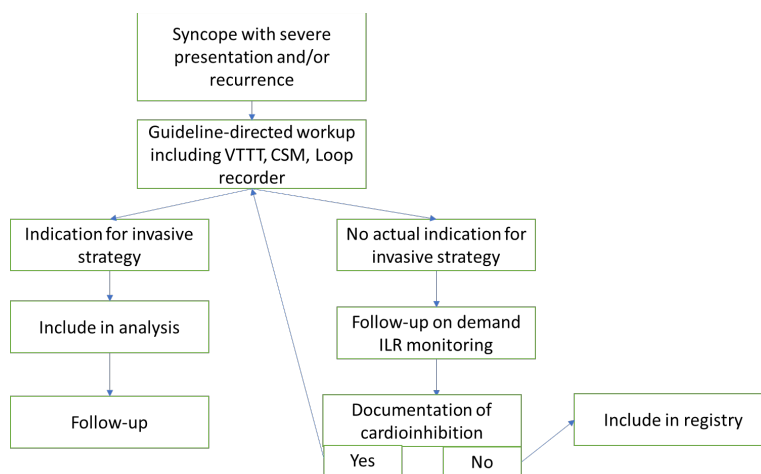 Syncope with severe
presentation and/or
recurrence
Guideline-directed workup
including VTTT, CSM, Loop
recorder
Indication for invasive
strategy
No actual indication for
invasive strategy
Include in analysis
Follow-up on demand
ILR monitoring
Follow-up
Documentation of
cardioinhibition
Include in registry
Yes
No